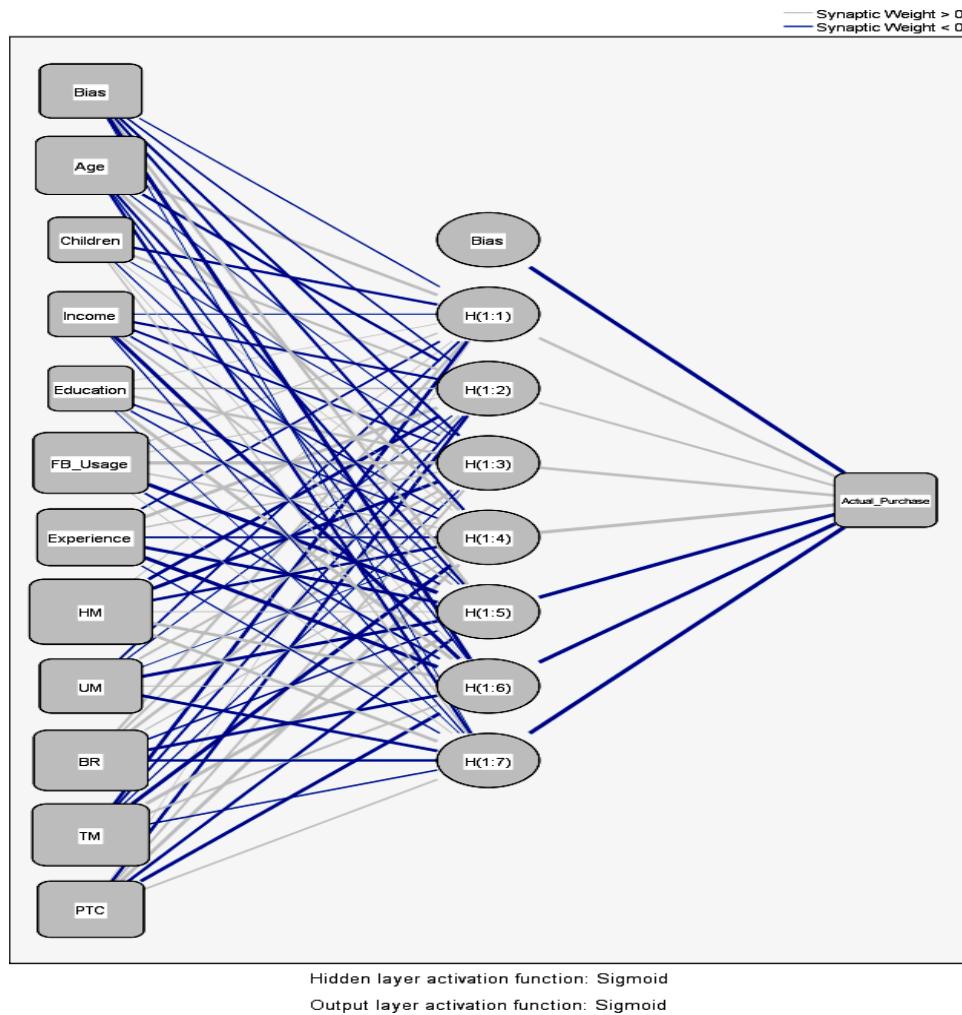 Synaptic Weight > 0
Synaptic Weight < 0
Bias
Age
Children
Income
Education
FB_Usage
Experience
HM
UM
BR
TM
PTC
Bias
H(1:1)
H(1:2)
H(1:3)
H(1:4)
H(1:5)
H(1:6)
H(1:7)
Actual_Purchase
Hidden layer activation function: Sigmoid
Output layer activation function: Sigmoid